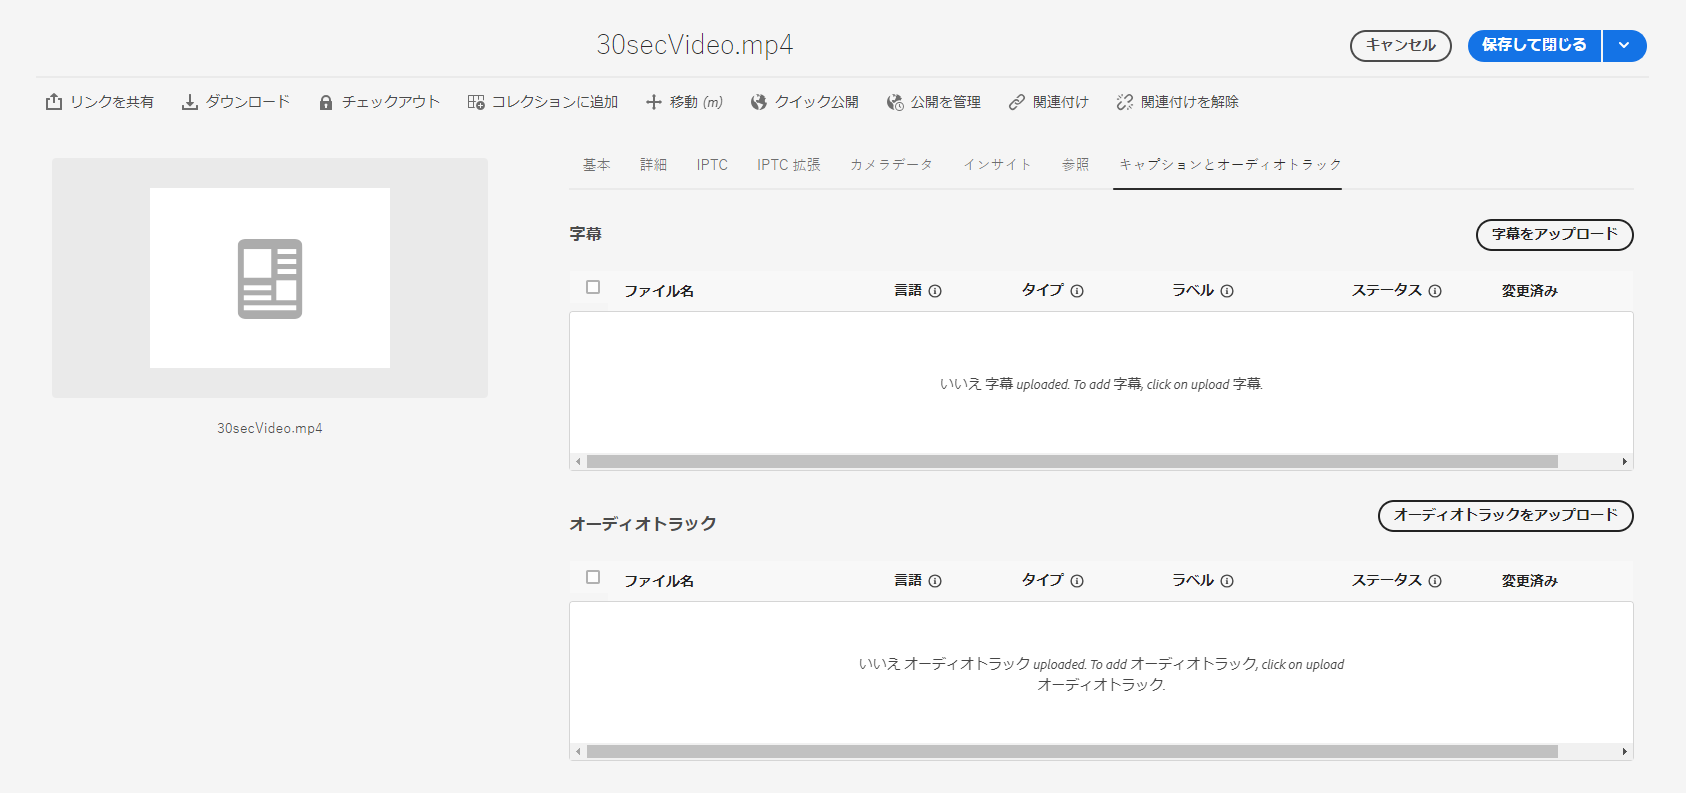 30secVideo.mp4
キャンセル
保存して閉じる
リンクを共有 ダウンロード チェックアウト コレクションに追加 移動 (m) クイック公開 公開を管理 関連付け 関連付けを解除
基本 詳細 IPTC IPTC 拡張 カメラデータ インサイト 参照 キャプションとオーディオトラック
30secVideo.mp4
字幕
字幕をアップロード
ファイル名 言語 タイプ ラベル ステータス 変更済み
いいえ 字幕 uploaded. To add 字幕, click on upload 字幕.
オーディオトラック
オーディオトラックをアップロード
ファイル名 言語 タイプ ラベル ステータス 変更済み
いいえ オーディオトラック uploaded. To add オーディオトラック, click on upload
オーディオトラック.